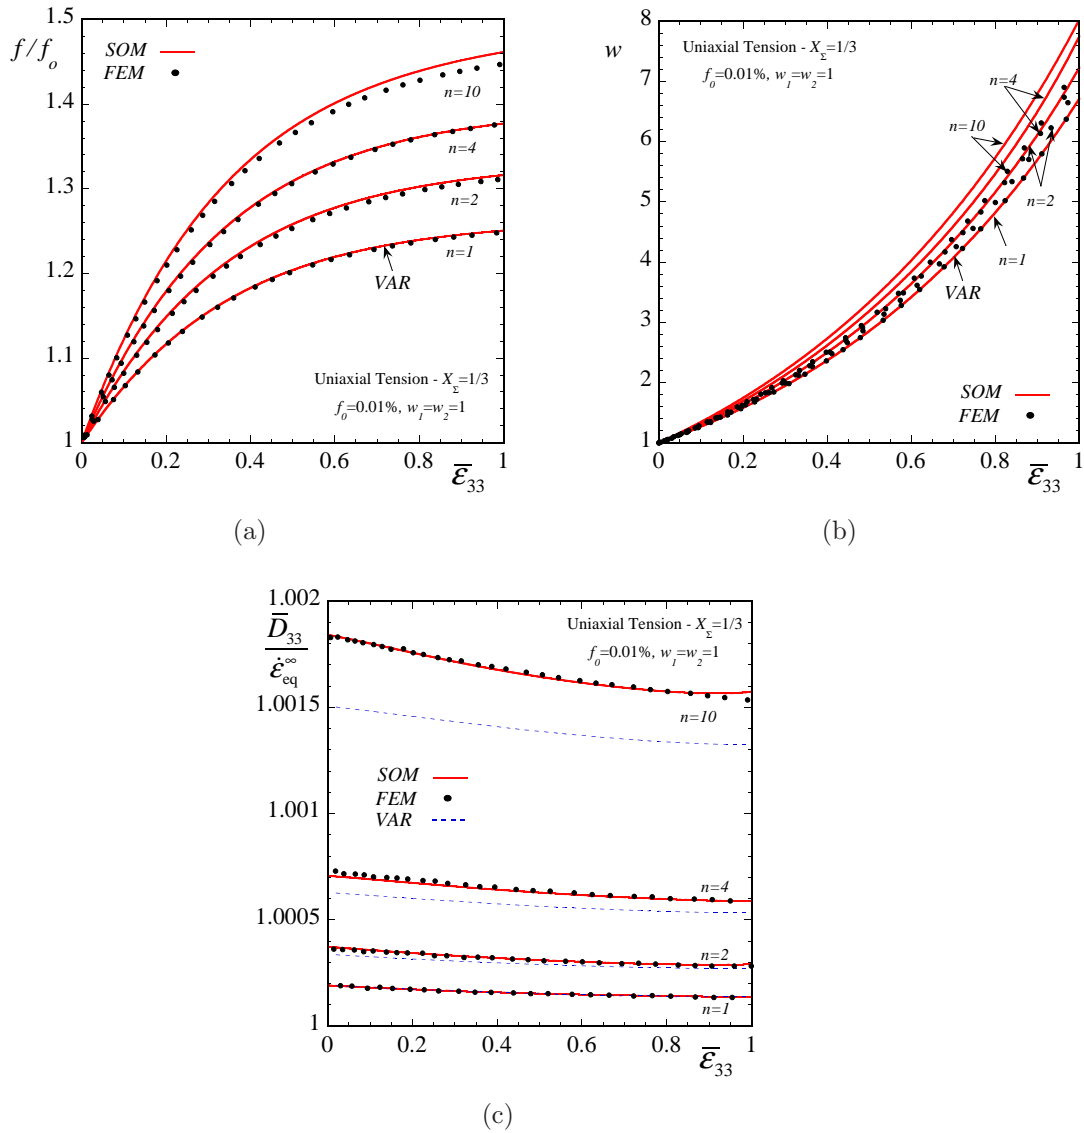 1.5
f/f_o
SOM
FEM
1.4
n=10
1.3
n=4
n=2
1.2
n=1
VAR
1.1
Uniaxial Tension - X_Σ=1/3
f_0=0.01%, w_1=w_2=1
1
0 0.2 0.4 0.6 0.8 1
ε̅_33
(a)
8
w
Uniaxial Tension - X_Σ=1/3
f_0=0.01%, w_1=w_2=1
7
n=4
6
n=10
5
n=2
4
n=1
VAR
3
2
SOM
FEM
1
0 0.2 0.4 0.6 0.8 1
ε̅_33
(b)
1.002
D̅_33
ε̇_eq^∞
Uniaxial Tension - X_Σ=1/3
f_0=0.01%, w_1=w_2=1
1.0015
n=10
SOM
FEM
VAR
1.001
n=4
1.0005
n=2
n=1
1
0 0.2 0.4 0.6 0.8 1
ε̅_33
(c)